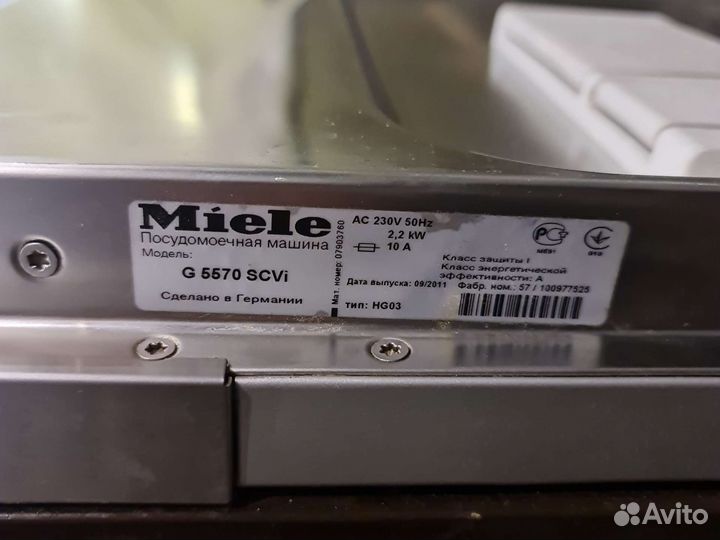 Miele
Посудомоечная машина
Модель:
G 5570 SCVi
Сделано в Германии
Мат. номер: 07903760
AC 230V 50Hz
2,2 kW
10 A
Дата выпуска: 09/2011
тип: HG03
Класс защиты I
Класс энергетической
эффективности: А
Фабр. ном.: 57 / 100977525
Avito